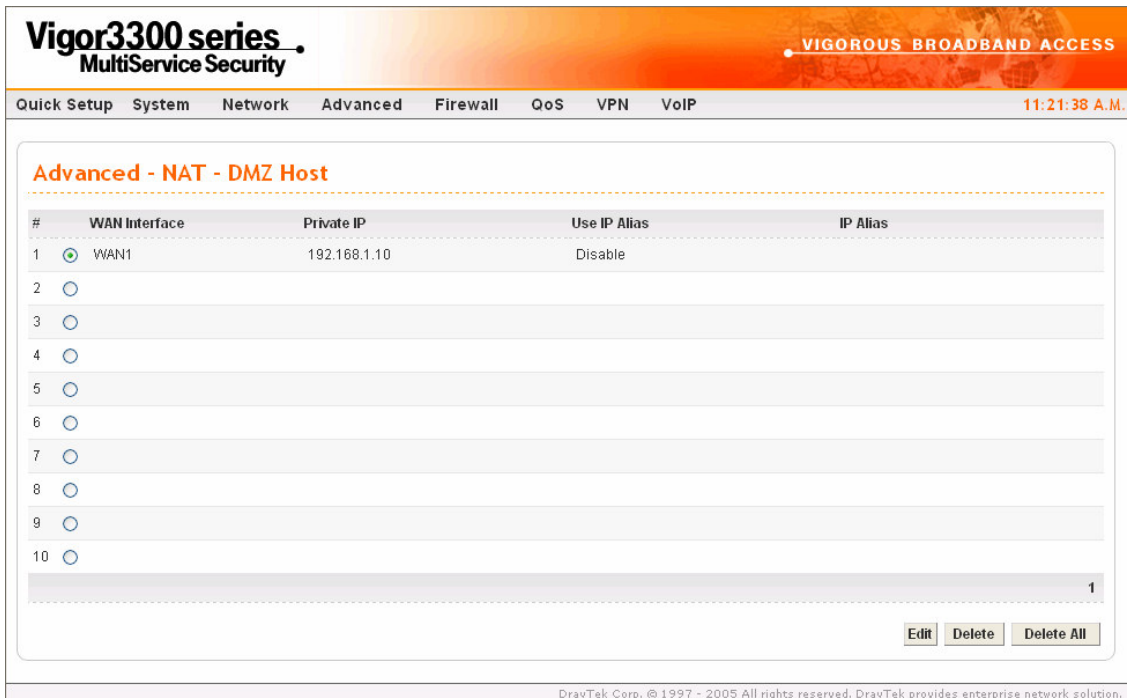 Vigor3300 series
MultiService Security
VIGOROUS BROADBAND ACCESS
Quick Setup System Network Advanced Firewall QoS VPN VoIP 11:21:38 A.M.
Advanced - NAT - DMZ Host
# WAN Interface Private IP Use IP Alias IP Alias
1 WAN1 192.168.1.10 Disable
2
3
4
5
6
7
8
9
10
1
Edit Delete Delete All
DrayTek Corp. © 1997 - 2005 All rights reserved. DrayTek provides enterprise network solution.